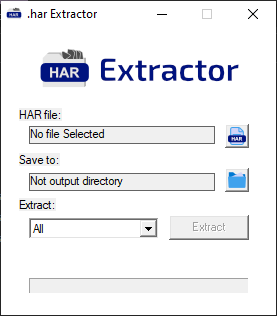 .har Extractor
HAR Extractor
HAR file:
No file Selected
HAR
Save to:
Not output directory
Extract:
All
Extract